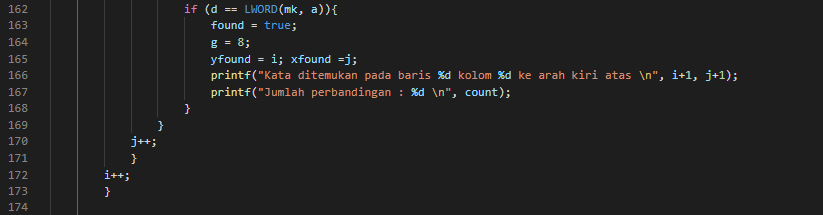 162 if (d == LWORD(mk, a)){
163 found = true;
164 g = 8;
165 yfound = i; xfound =j;
166 printf("Kata ditemukan pada baris %d kolom %d ke arah kiri atas \n", i+1, j+1);
167 printf("Jumlah perbandingan : %d \n", count);
168 }
169 }
170 j++;
171 }
172 i++;
173 }
174